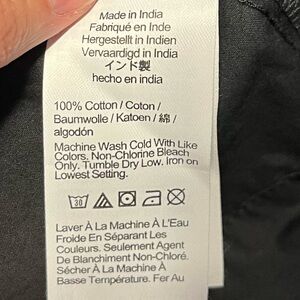 Made in India
Fabriqué en Inde
Hergestellt in Indien
Vervaardigd in India
インド製
hecho en india
100% Cotton / Coton /
Baumwolle / Katoen / 綿 /
algodón
Machine Wash Cold With Like
Colors. Non-Chlorine Bleach
Only. Tumble Dry Low. iron on
Lowest Setting.
30
Laver À La Machine À L'Eau
Froide En Séparant Les
Couleurs. Seulement Agent
De Blanchiment Non-Chloré.
Sécher À La Machine À
Basse Température. Fer Au